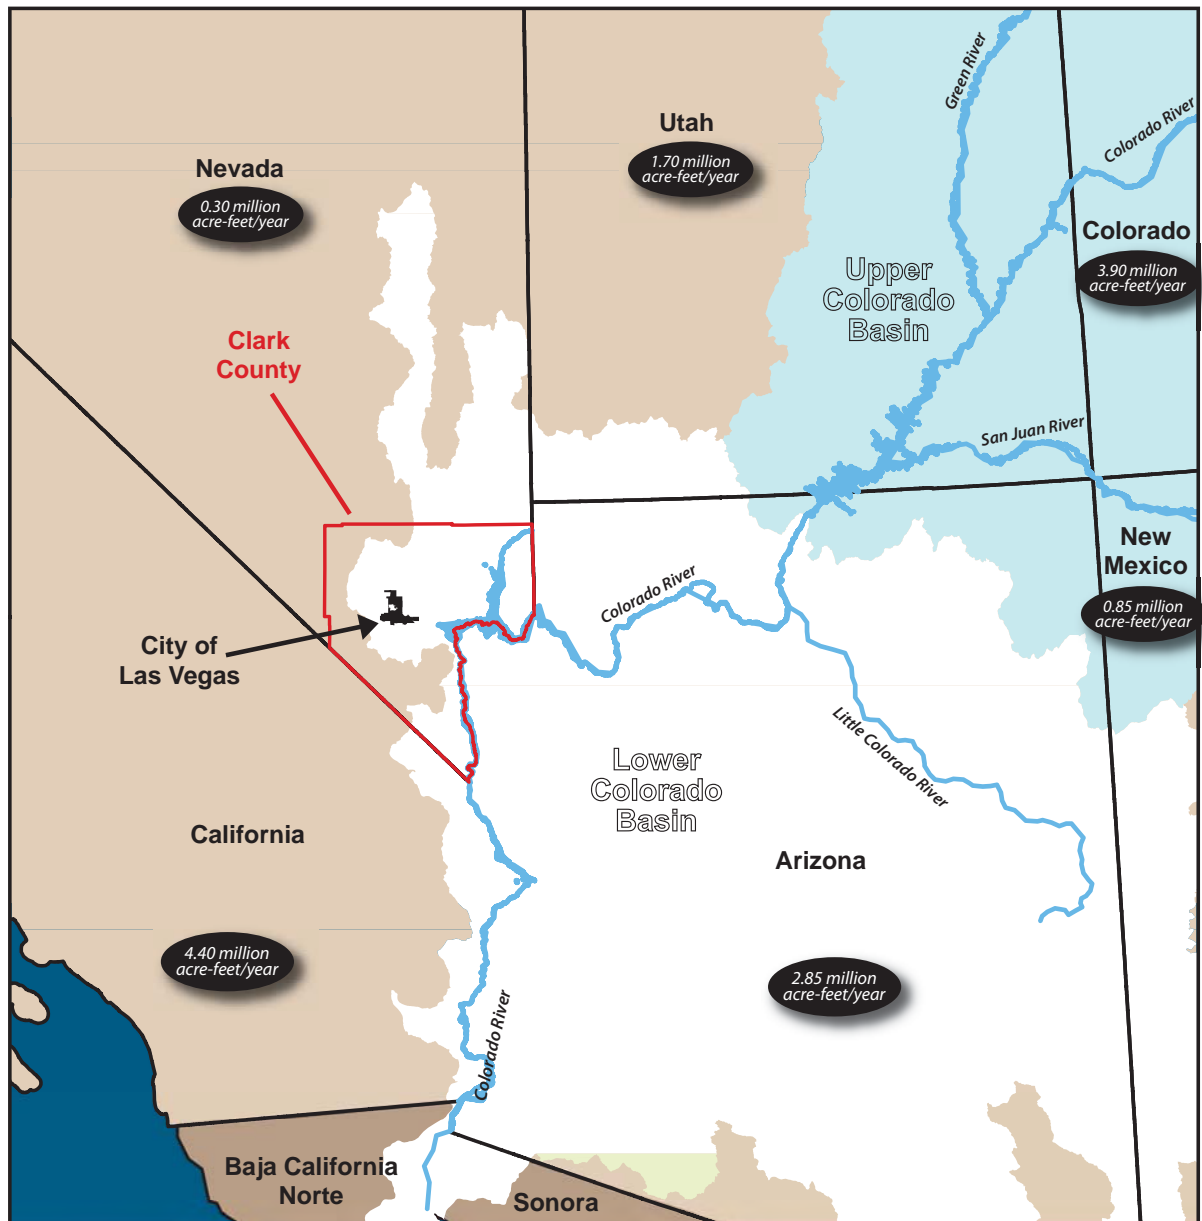 Green River
Colorado River
Utah
1.70 million
acre-feet/year
Nevada
0.30 million
acre-feet/year
Colorado
3.90 million
acre-feet/year
Upper
Colorado
Basin
Clark
County
San Juan River
New
Mexico
0.85 million
acre-feet/year
Colorado River
City of
Las Vegas
Little Colorado River
Lower
Colorado
Basin
California
Arizona
4.40 million
acre-feet/year
2.85 million
acre-feet/year
Colorado River
Baja California
Norte
Sonora